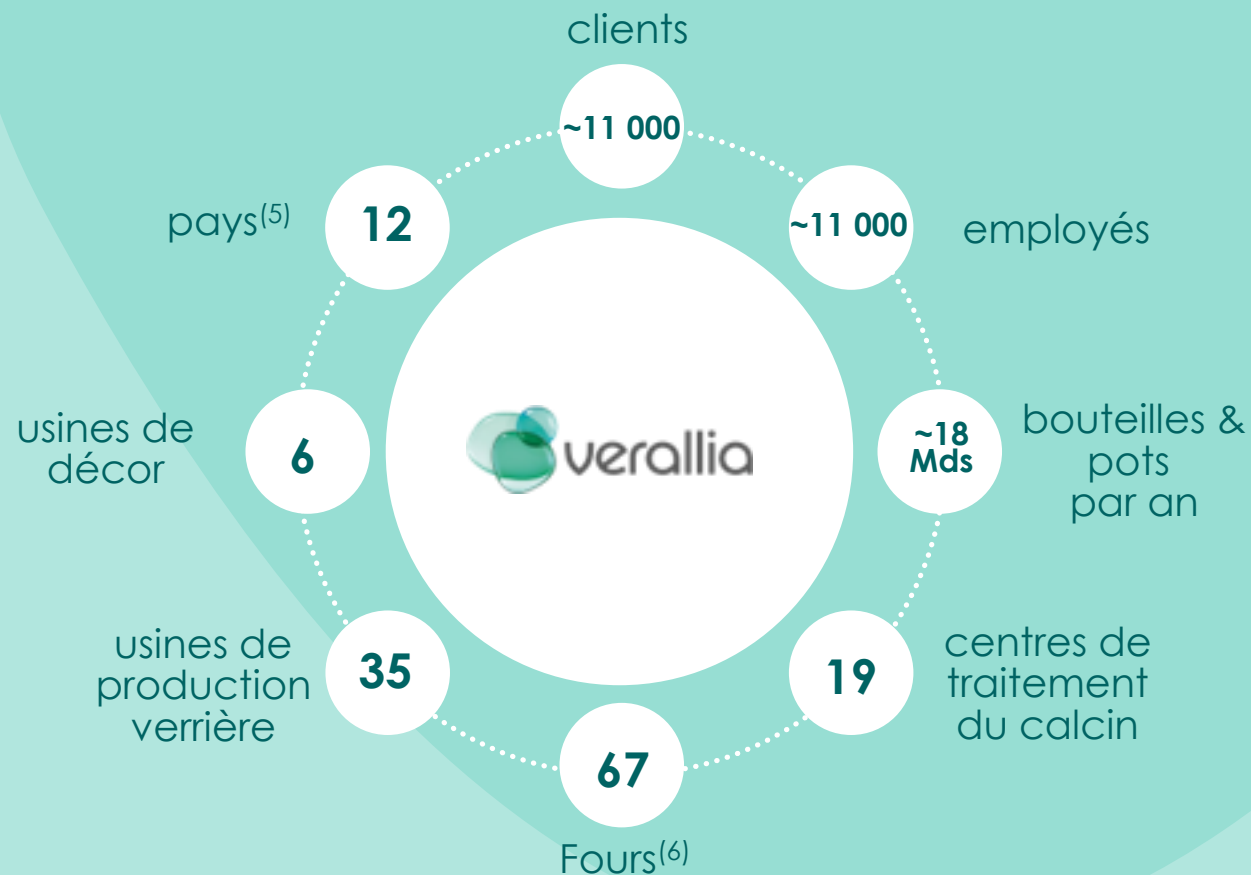 clients
~11 000
pays(5)
12
~11 000
employés
usines de
décor
6
verallia
~18
Mds
bouteilles &
pots
par an
usines de
production
verrière
35
19
centres de
traitement
du calcin
67
Fours(6)